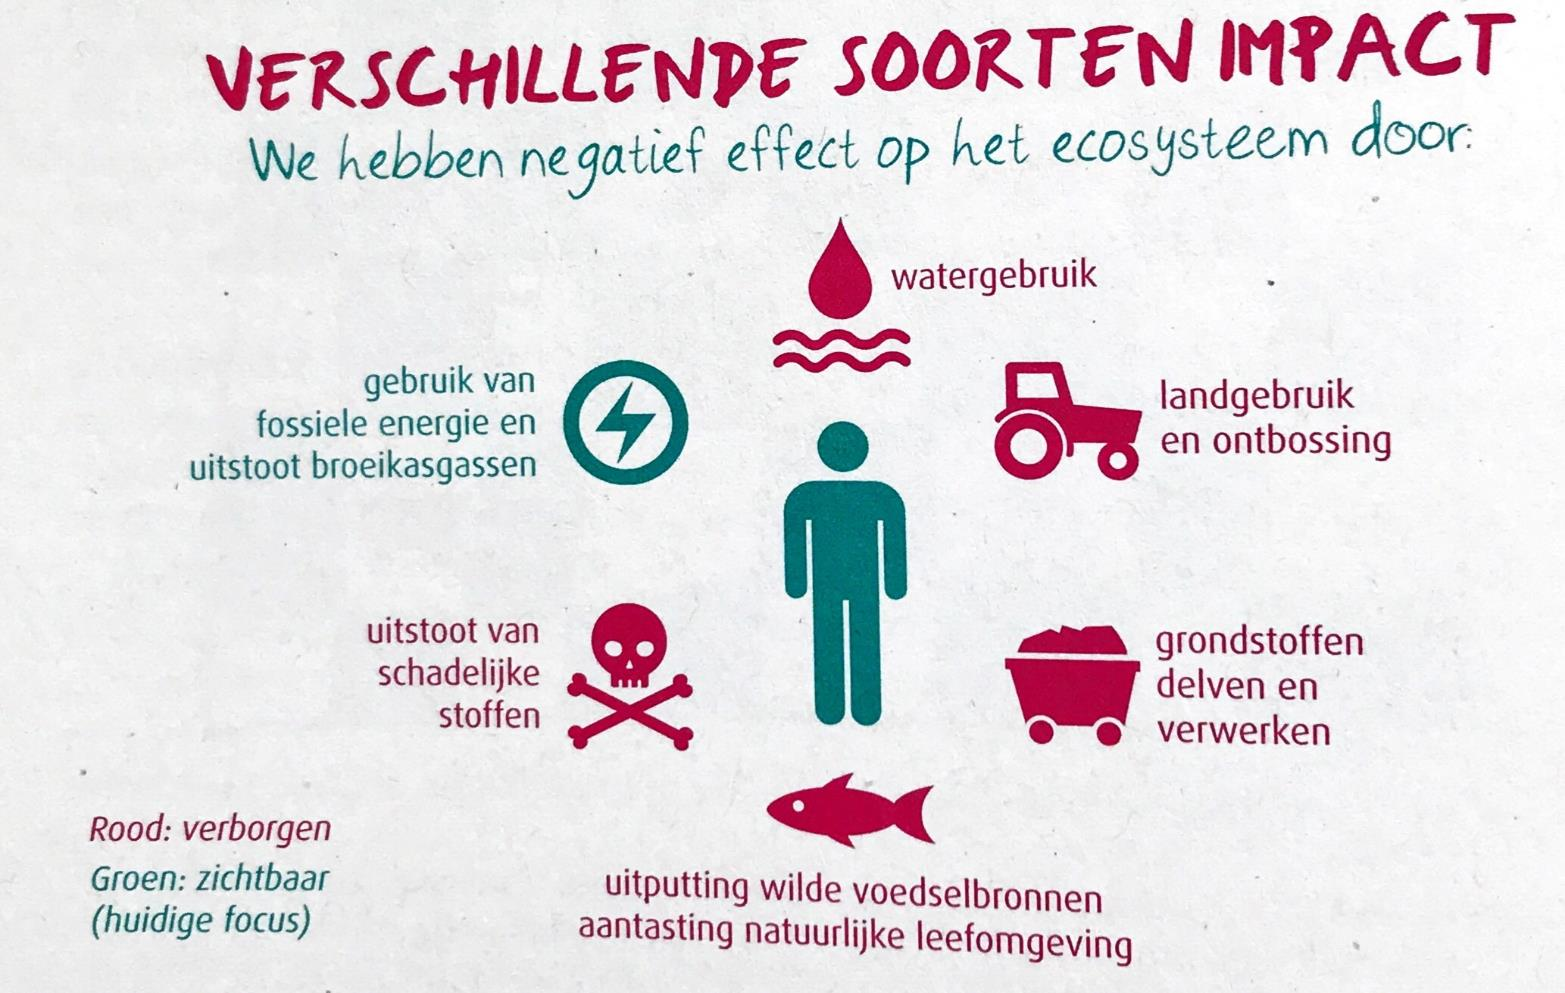 VERSCHILLENDE SOORTEN IMPACT
We hebben negatief effect op het ecosysteem door:
watergebruik
gebruik van
fossiele energie en
uitstoot broeikasgassen
landgebruik
en ontbossing
uitstoot van
schadelijke
stoffen
grondstoffen
delven en
verwerken
Rood: verborgen
Groen: zichtbaar
(huidige focus)
uitputting wilde voedselbronnen
aantasting natuurlijke leefomgeving